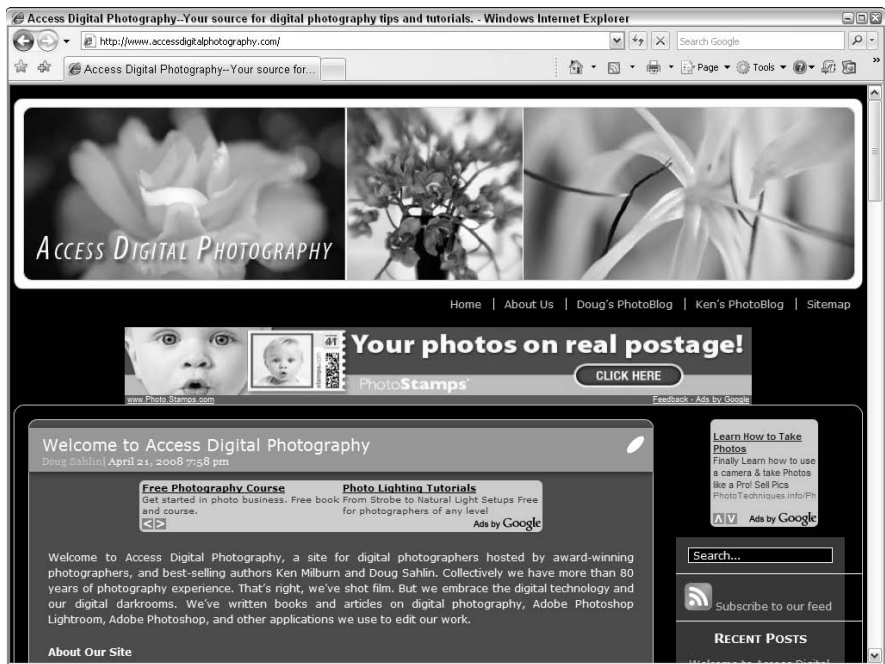 Access Digital Photography--Your source for digital photography tips and tutorials. - Windows Internet Explorer
http://www.accessdigitalphotography.com/
Search Google
Access Digital Photography--Your source for...
Page
Tools
»
ACCESS DIGITAL PHOTOGRAPHY
Home | About Us | Doug's PhotoBlog | Ken's PhotoBlog | Sitemap
41
stamps.com
Your photos on real postage!
PhotoStamps
CLICK HERE
www.Photo.Stamps.com
Feedback - Ads by Google
Welcome to Access Digital Photography
Doug Sahlin| April 21, 2008 7:58 pm
Free Photography Course
Get started in photo business. Free book
and course.
Photo Lighting Tutorials
From Strobe to Natural Light Setups Free
for photographers of any level
Ads by Google
Welcome to Access Digital Photography, a site for digital photographers hosted by award-winning
photographers, and best-selling authors Ken Milburn and Doug Sahlin. Collectively we have more than 80
years of photography experience. That's right, we've shot film. But we embrace the digital technology and
our digital darkrooms. We've written books and articles on digital photography, Adobe Photoshop
Lightroom, Adobe Photoshop, and other applications we use to edit our work.
About Our Site
Learn How to Take
Photos
Finally Learn how to use
a camera & take Photos
like a Pro! Sell Pics
PhotoTechniques.info/Ph
Ads by Google
Search...
Subscribe to our feed
RECENT POSTS
Welcome to Access Digital